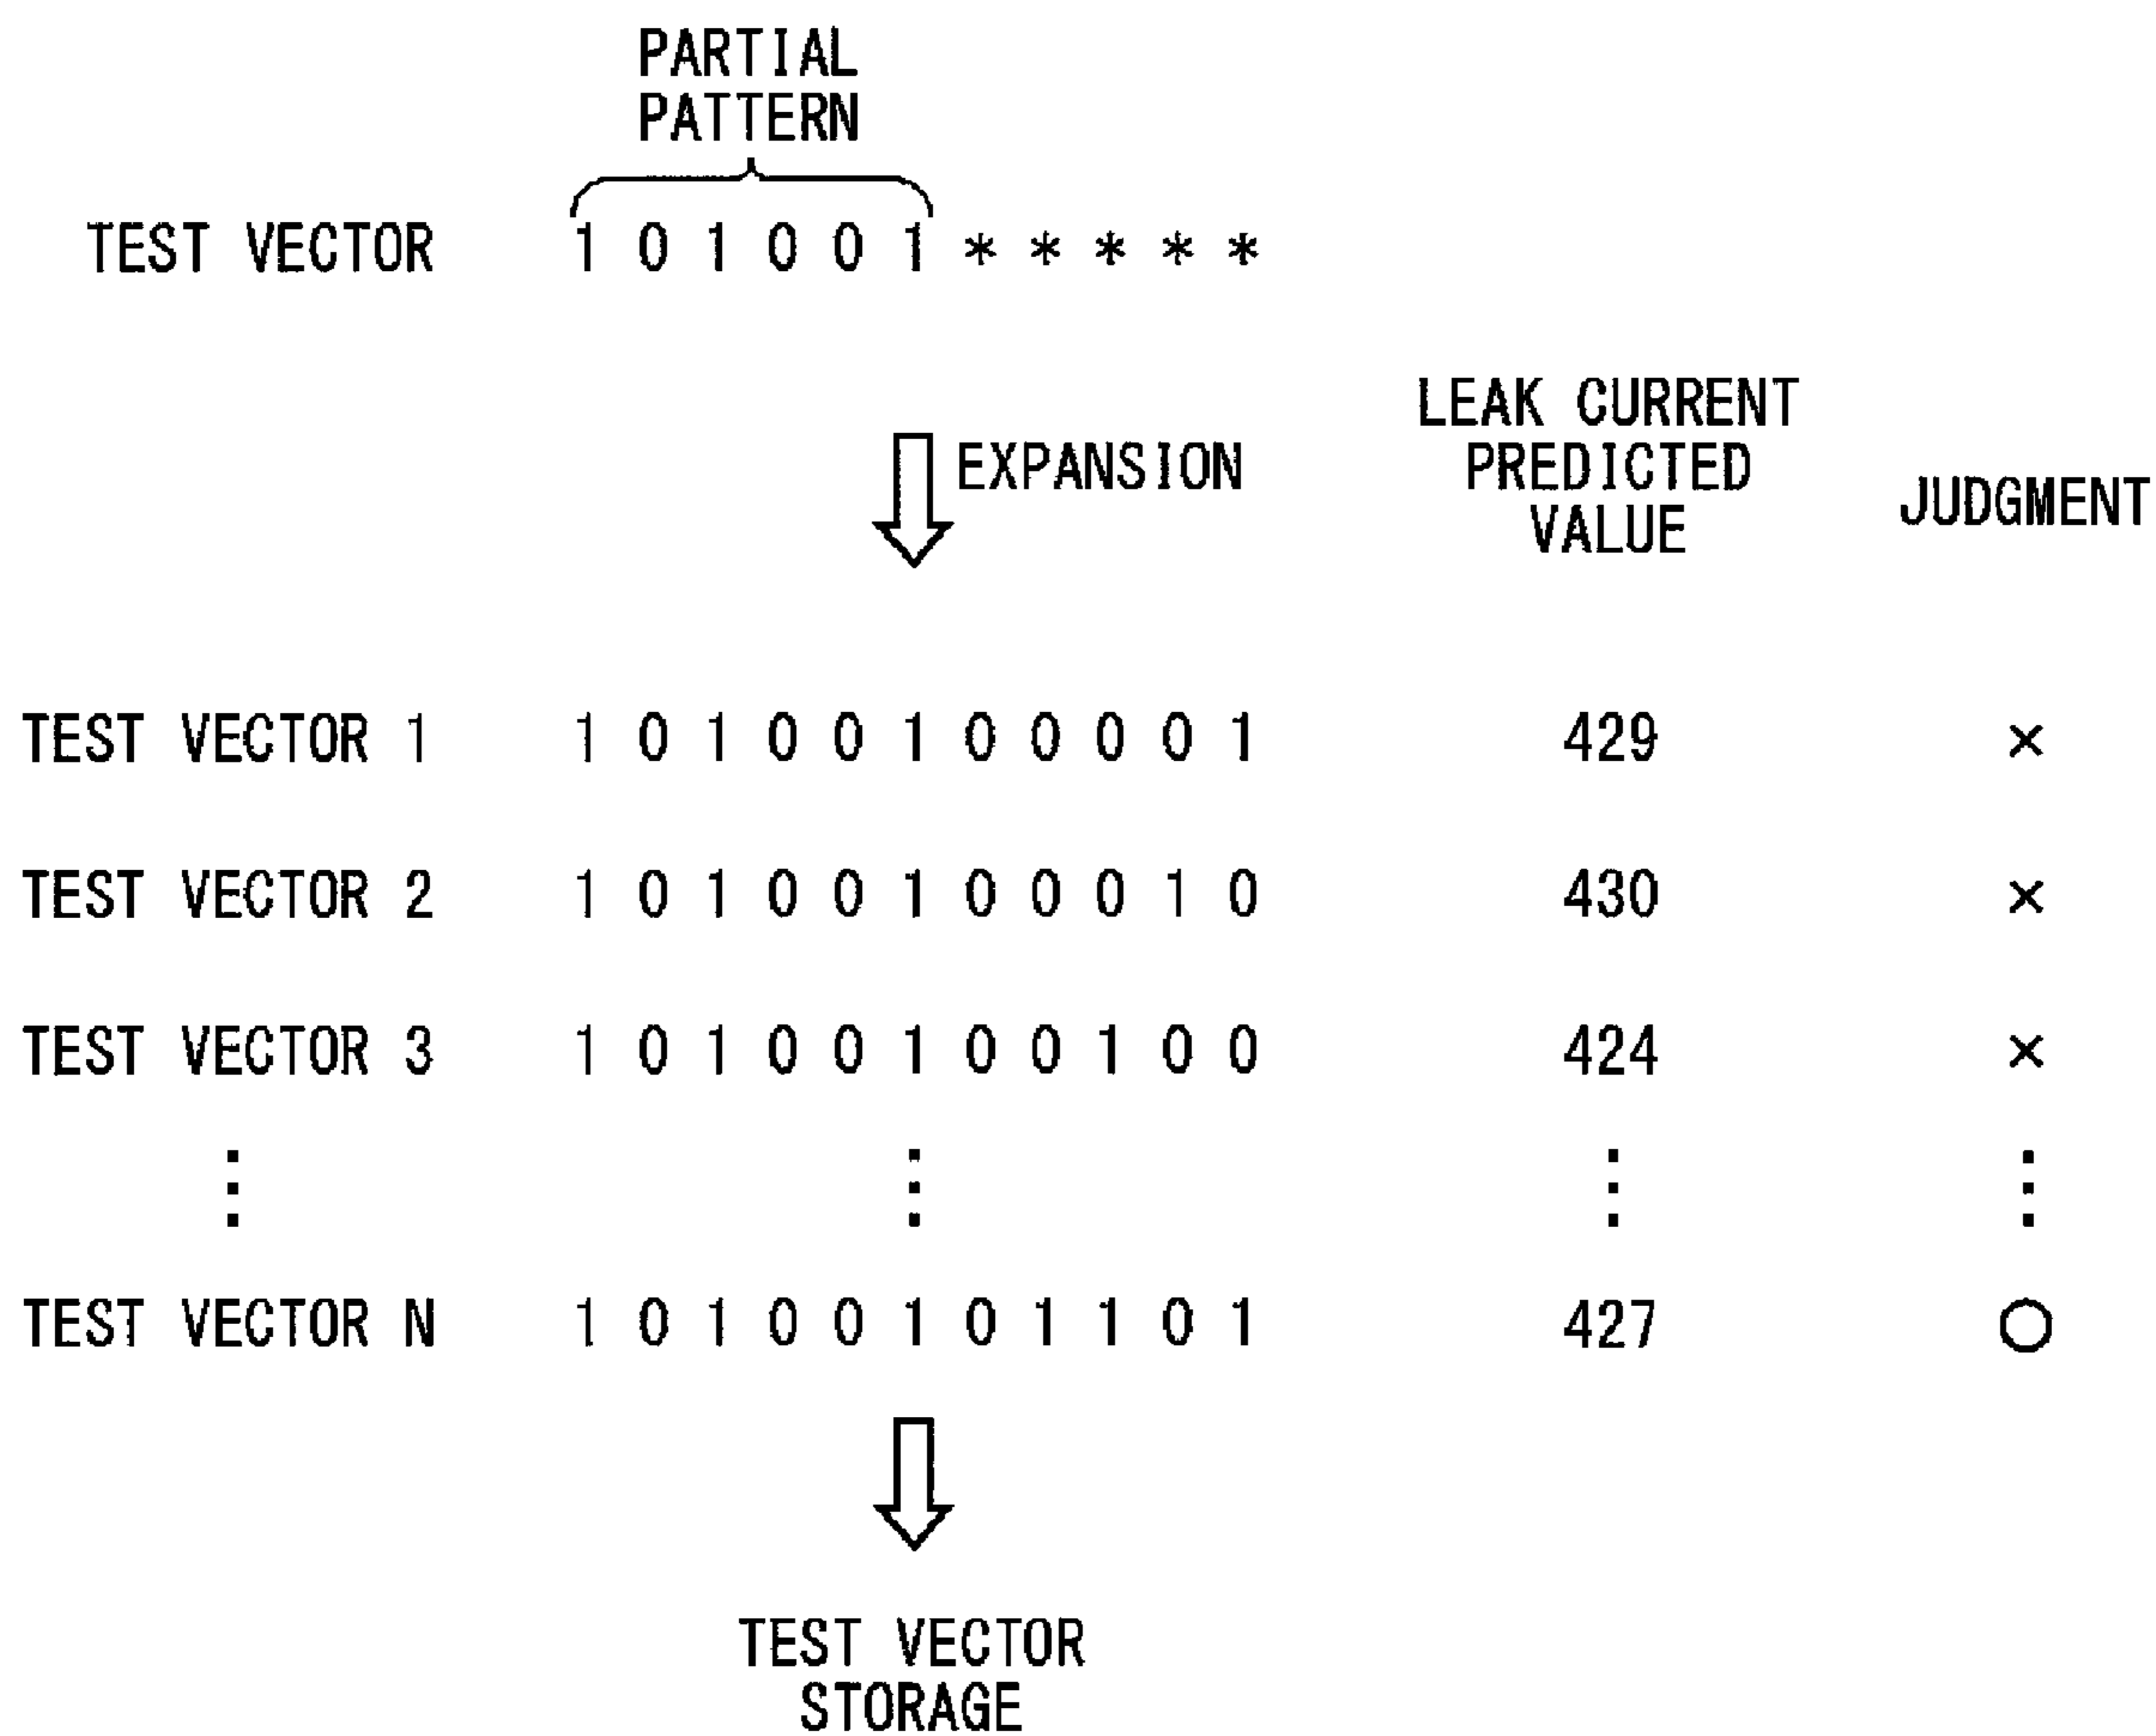 PARTIAL
PATTERN
TEST VECTOR 1 0 1 0 0 1 * * * * *
EXPANSION
LEAK CURRENT
PREDICTED
VALUE
JUDGMENT
TEST VECTOR 1 1 0 1 0 0 1 0 0 0 0 1 429 ×
TEST VECTOR 2 1 0 1 0 0 1 0 0 0 1 0 430 ×
TEST VECTOR 3 1 0 1 0 0 1 0 0 1 0 0 424 ×
TEST VECTOR N 1 0 1 0 0 1 0 1 1 0 1 427 ○
TEST VECTOR
STORAGE